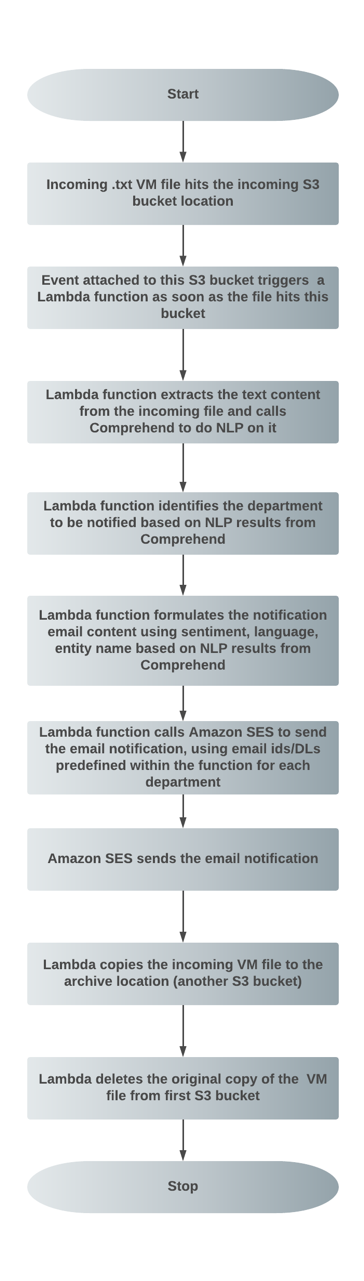 Start
Incoming .txt VM file hits the incoming S3
bucket location
Event attached to this S3 bucket triggers  a
Lambda function as soon as the file hits this
bucket
Lambda function extracts the text content
from the incoming file and calls
Comprehend to do NLP on it
Lambda function identifies the department
to be notified based on NLP results from
Comprehend
Lambda function formulates the notification
email content using sentiment, language,
entity name based on NLP results from
Comprehend
Lambda function calls Amazon SES to send
the email notification, using email ids/DLs
predefined within the function for each
department
Amazon SES sends the email notification
Lambda copies the incoming VM file to the
archive location (another S3 bucket)
Lambda deletes the original copy of the  VM
file from first S3 bucket
Stop